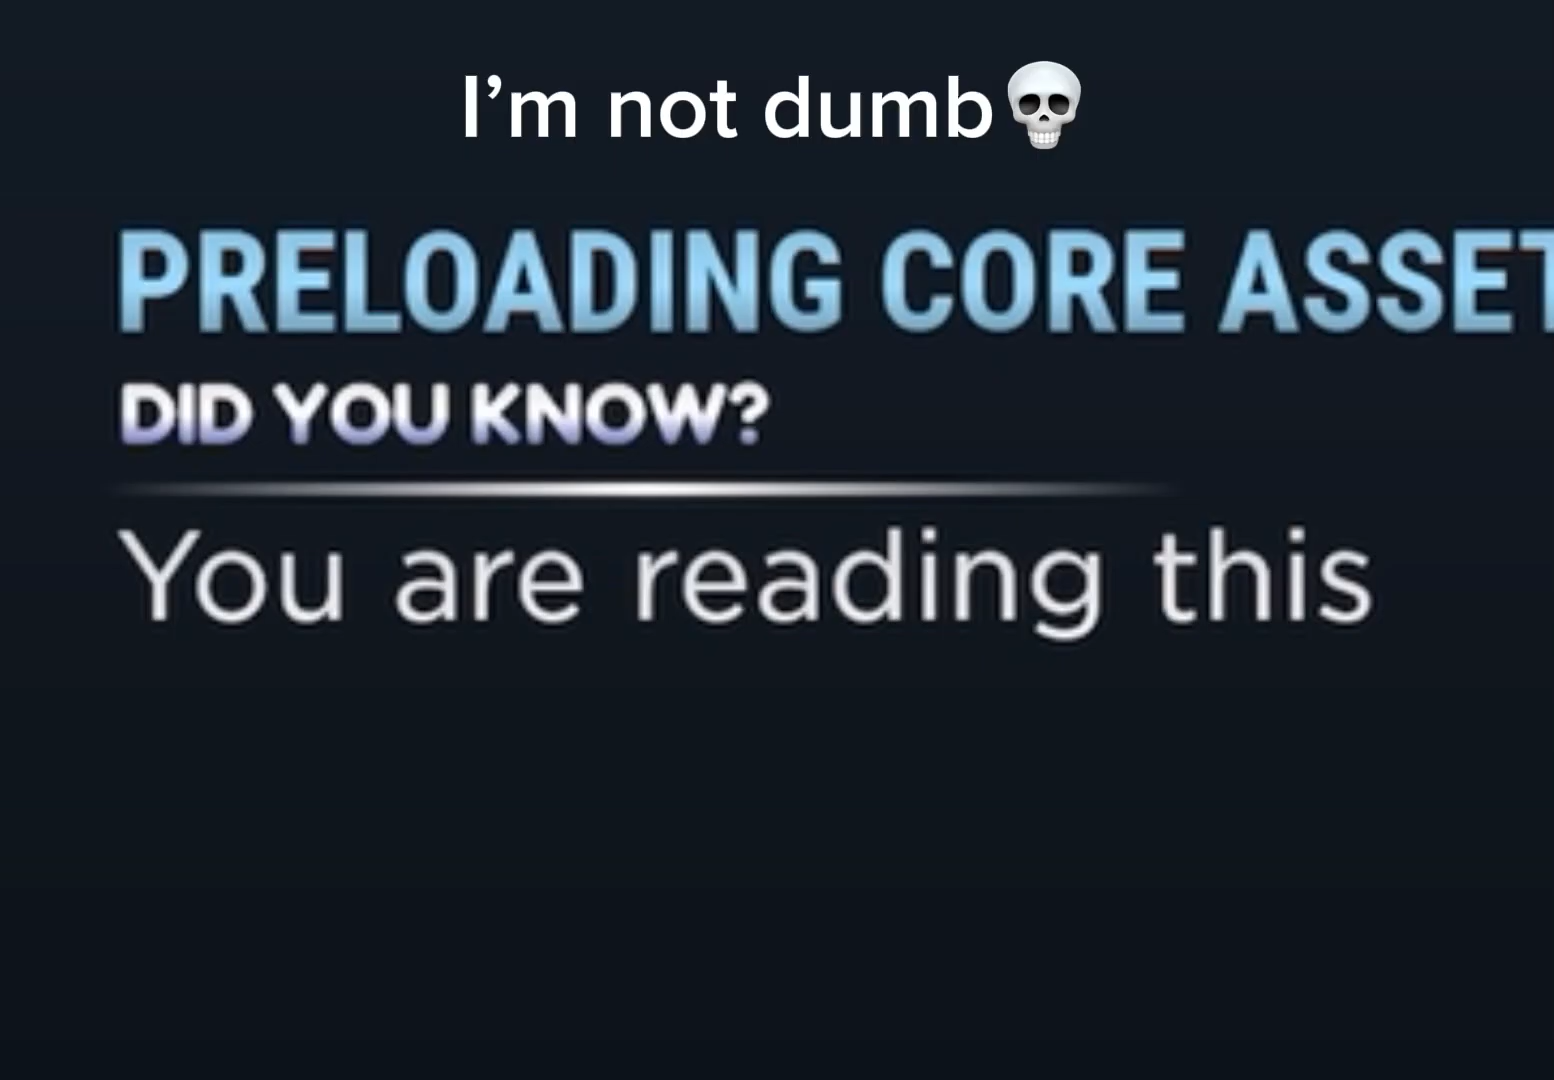 I’m not dumb💀
PRELOADING CORE ASSET
DID YOU KNOW?
You are reading this